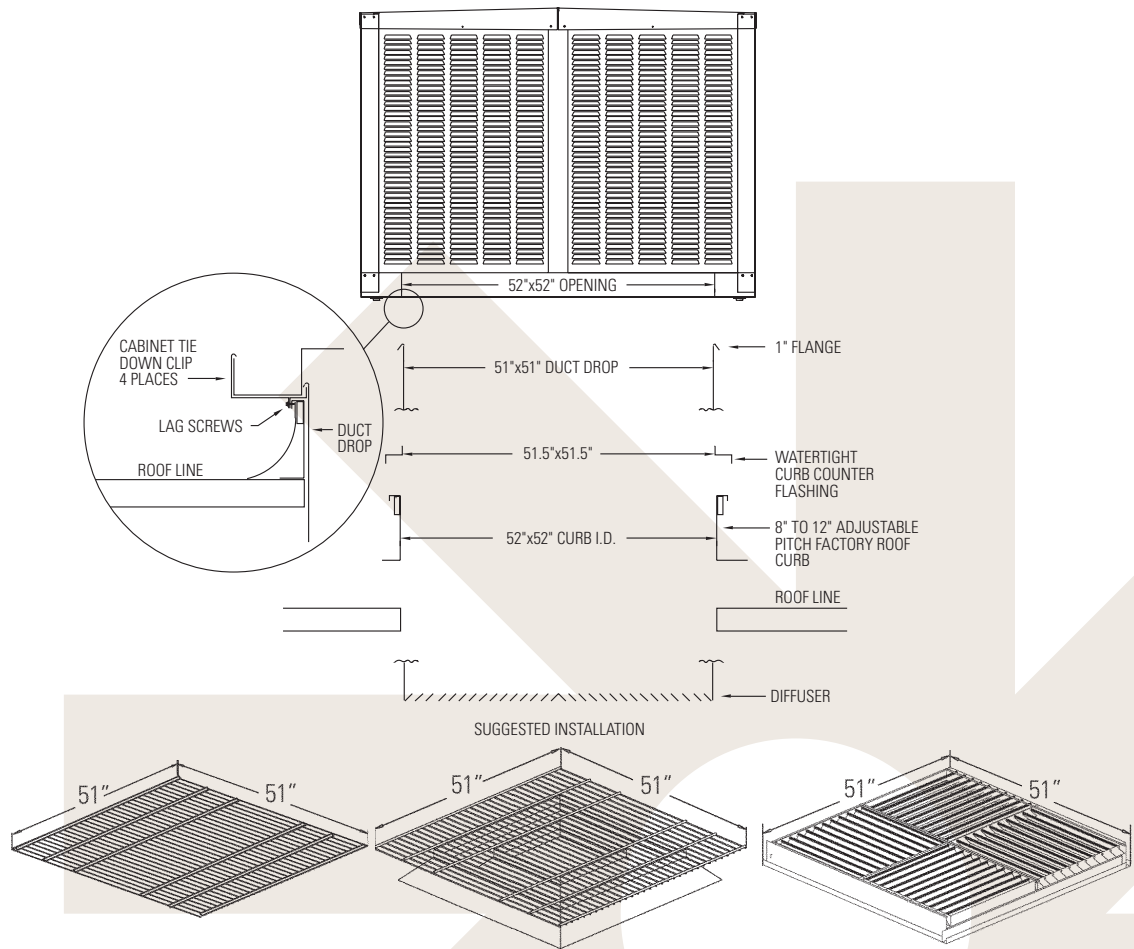 52"x52" OPENING
CABINET TIE
DOWN CLIP
4 PLACES
LAG SCREWS
DUCT
DROP
ROOF LINE
1" FLANGE
51"x51" DUCT DROP
51.5"x51.5"
WATERTIGHT
CURB COUNTER
FLASHING
52"x52" CURB I.D.
8" TO 12" ADJUSTABLE
PITCH FACTORY ROOF
CURB
ROOF LINE
DIFFUSER
SUGGESTED INSTALLATION
51”
51”
51”
51”
51”
51”